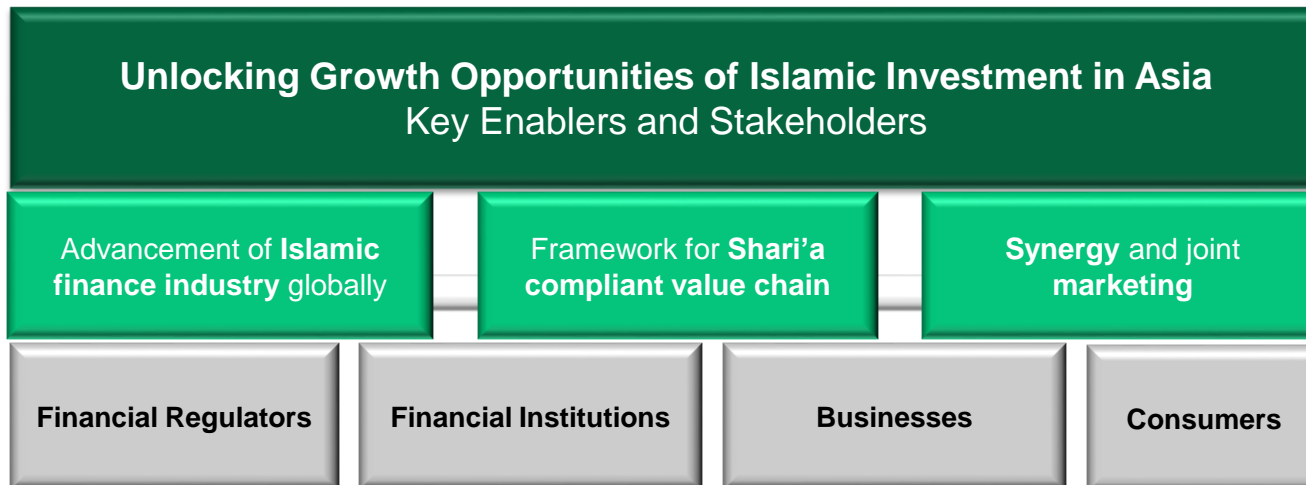 Unlocking Growth Opportunities of Islamic Investment in Asia
Key Enablers and Stakeholders
Advancement of Islamic
finance industry globally
Framework for Shari’a
compliant value chain
Synergy and joint
marketing
Financial Regulators
Financial Institutions
Businesses
Consumers